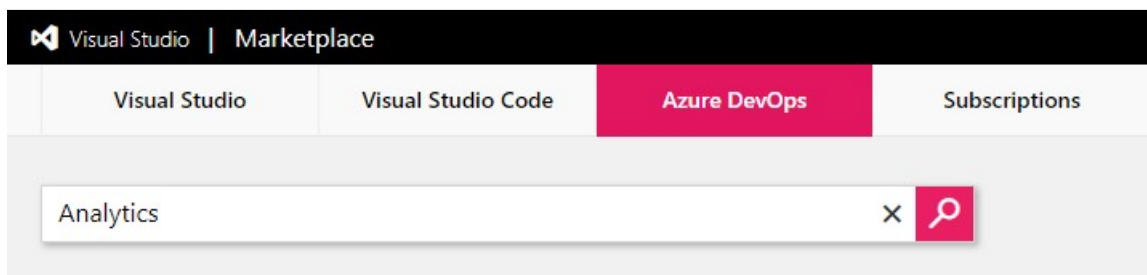 Visual Studio | Marketplace
Visual Studio Visual Studio Code Azure DevOps Subscriptions
Analytics